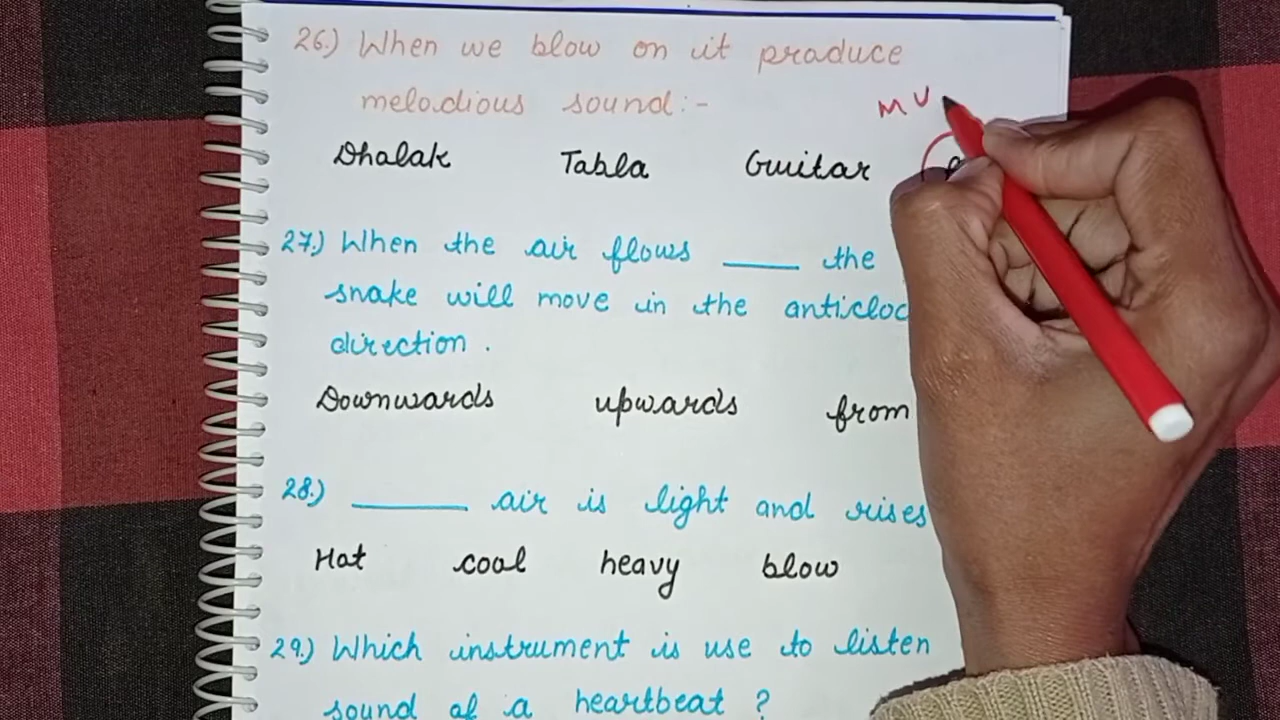 26.) When we blow on it produce
melodious sound:-
M U
Dhalak Tabla Guitar
27.) When the air flows ____ the
snake will move in the anticloc
direction.
Downwards upwards from
28.) ______ air is light and rises
Hot cool heavy blow
29.) Which instrument is use to listen
sound of a heartbeat ?